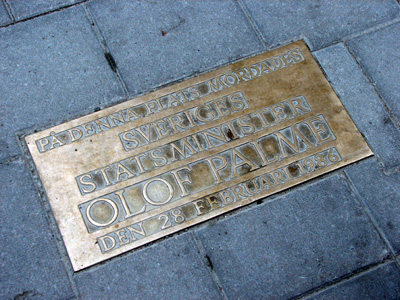 PÅ DENNA PLATS MÖRDADES
SVERIGES
STATSMINISTER
OLOF PALME
DEN 28 FEBRUARI 1986